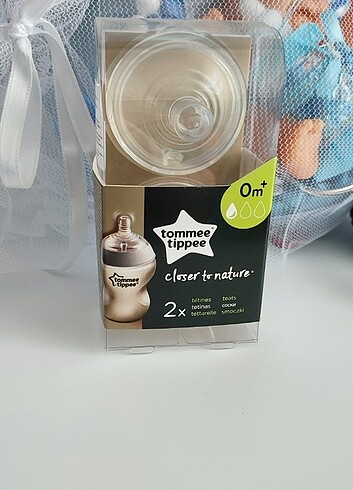 0m+
tommee
tippee
closer to nature
tommee
tippee
2x
tétines teats
tetinas соски
tettarelle smoczki